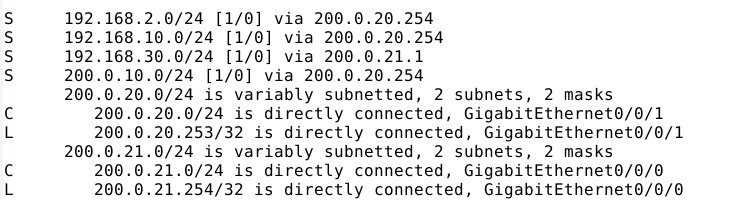 S     192.168.2.0/24 [1/0] via 200.0.20.254
S     192.168.10.0/24 [1/0] via 200.0.20.254
S     192.168.30.0/24 [1/0] via 200.0.21.1
S     200.0.10.0/24 [1/0] via 200.0.20.254
      200.0.20.0/24 is variably subnetted, 2 subnets, 2 masks
C        200.0.20.0/24 is directly connected, GigabitEthernet0/0/1
L        200.0.20.253/32 is directly connected, GigabitEthernet0/0/1
      200.0.21.0/24 is variably subnetted, 2 subnets, 2 masks
C        200.0.21.0/24 is directly connected, GigabitEthernet0/0/0
L        200.0.21.254/32 is directly connected, GigabitEthernet0/0/0